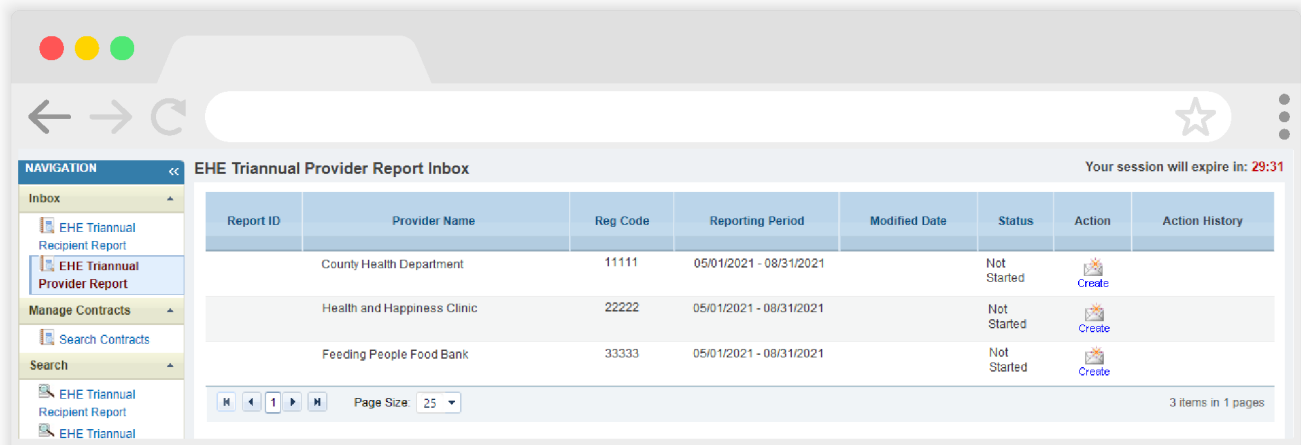 NAVIGATION «
EHE Triannual Provider Report Inbox
Your session will expire in: 29:31
Inbox
EHE Triannual
Recipient Report
EHE Triannual
Provider Report
Manage Contracts
Search Contracts
Search
EHE Triannual
Recipient Report
EHE Triannual
Report ID Provider Name Reg Code Reporting Period Modified Date Status Action Action History
County Health Department 11111 05/01/2021 - 08/31/2021 Not
Started Create
Health and Happiness Clinic 22222 05/01/2021 - 08/31/2021 Not
Started Create
Feeding People Food Bank 33333 05/01/2021 - 08/31/2021 Not
Started Create
1 Page Size: 25 3 items in 1 pages